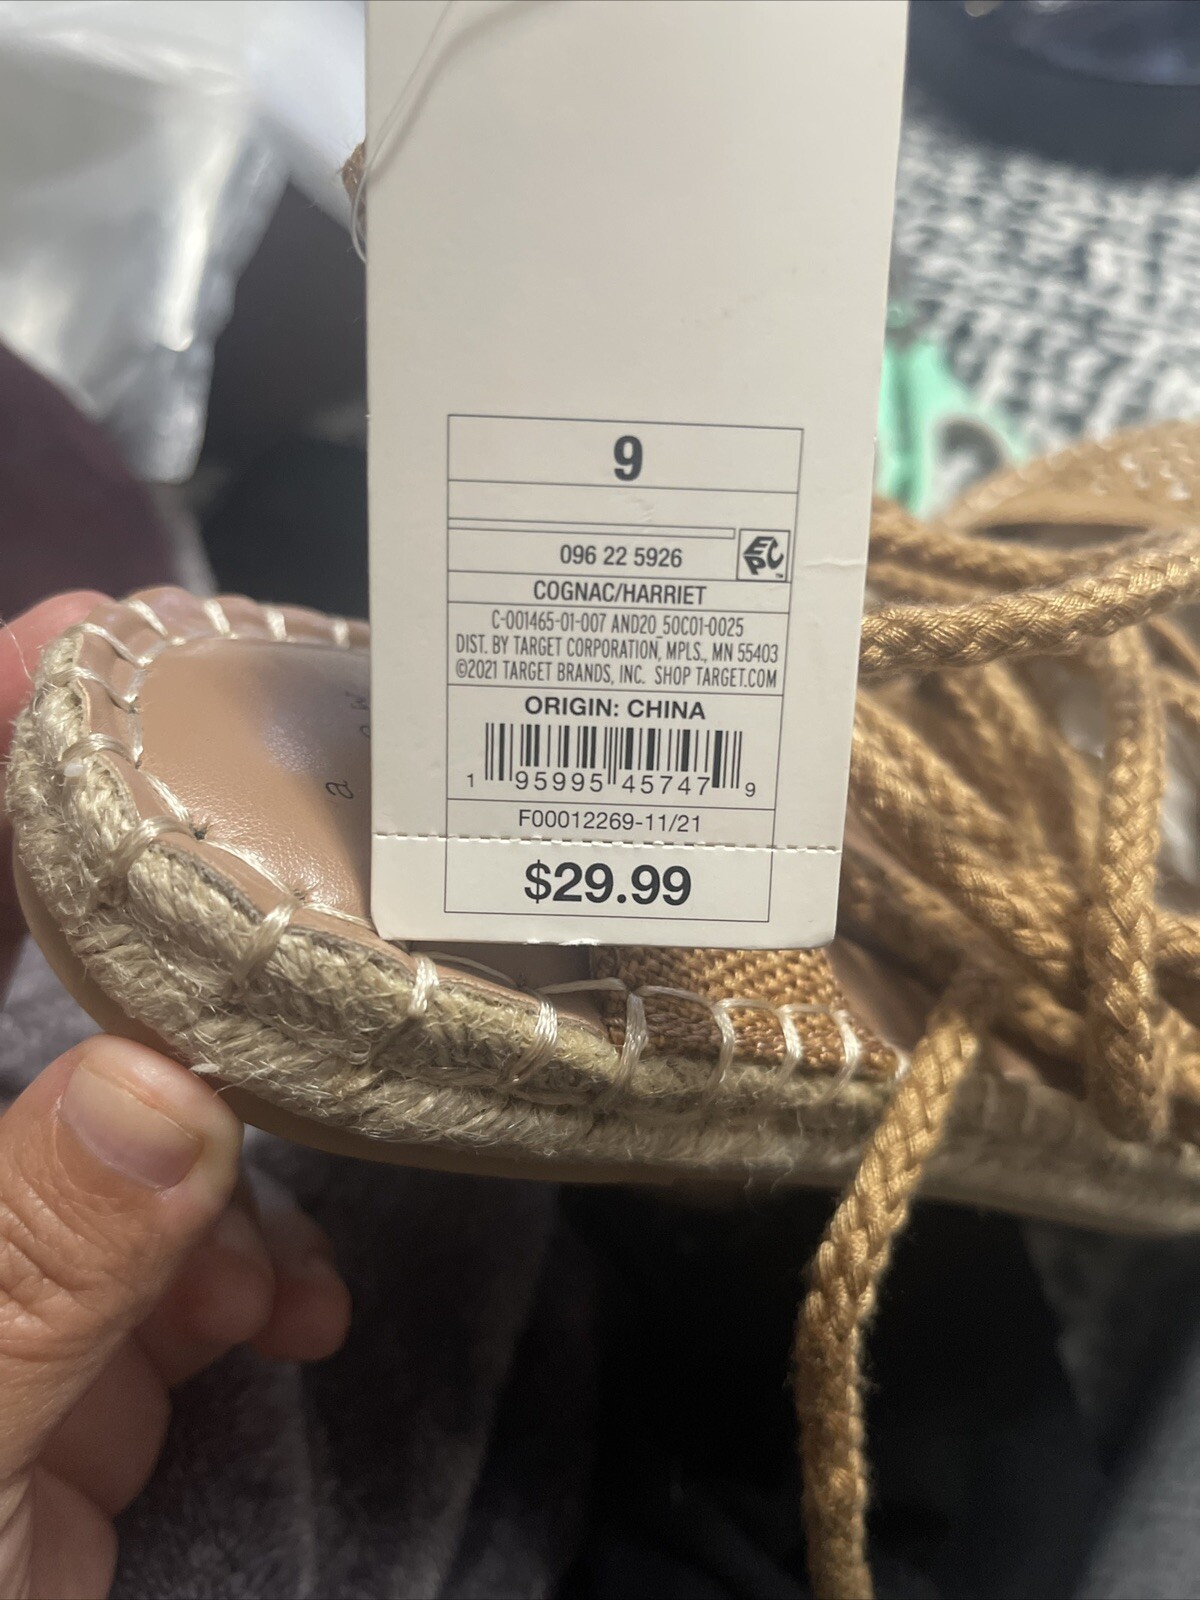 9
096 22 5926
EPC™
COGNAC/HARRIET
C-001465-01-007 AND20_50C01-0025
DIST. BY TARGET CORPORATION, MPLS., MN 55403
©2021 TARGET BRANDS, INC. SHOP TARGET.COM
ORIGIN: CHINA
1 95995 45747 9
F00012269-11/21
$29.99